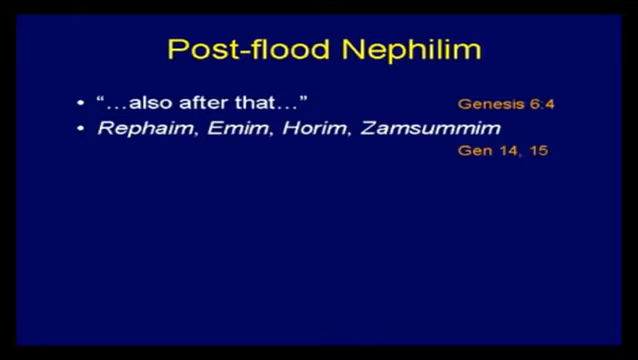 Post-flood Nephilim
• “…also after that…” Genesis 6:4
• Rephaim, Emim, Horim, Zamsummim
Gen 14, 15